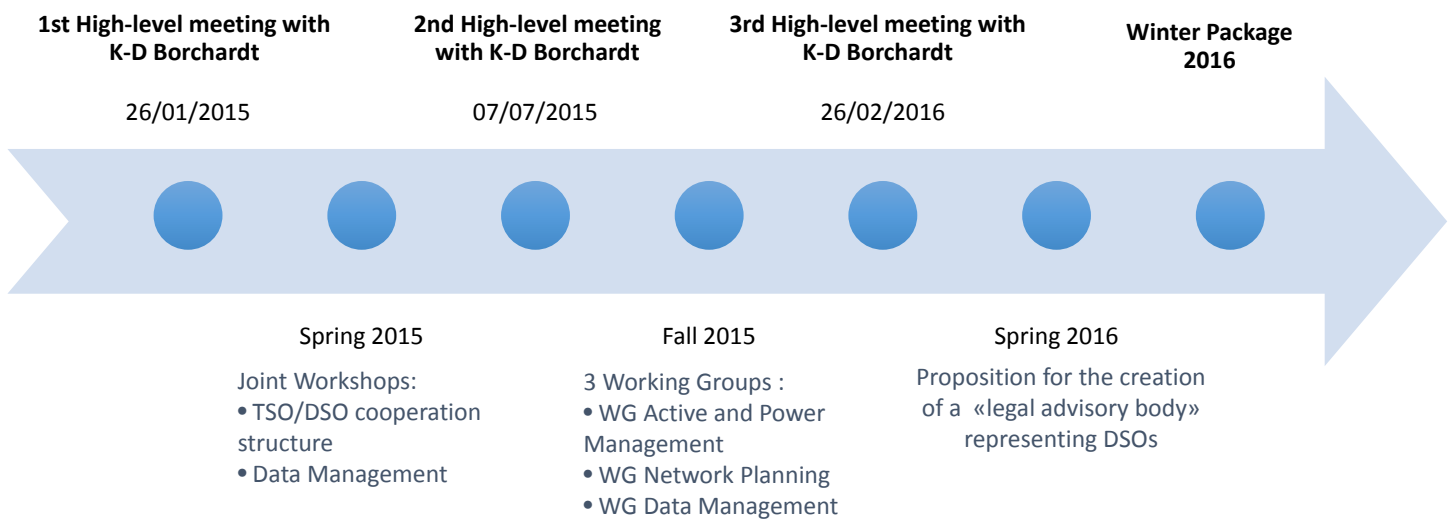 1st High-level meeting with
K-D Borchardt
26/01/2015
2nd High-level meeting
with K-D Borchardt
07/07/2015
3rd High-level meeting with
K-D Borchardt
26/02/2016
Winter Package
2016
Spring 2015
Joint Workshops:
• TSO/DSO cooperation
structure
• Data Management
Fall 2015
3 Working Groups :
• WG Active and Power
Management
• WG Network Planning
• WG Data Management
Spring 2016
Proposition for the creation
of a «legal advisory body»
representing DSOs